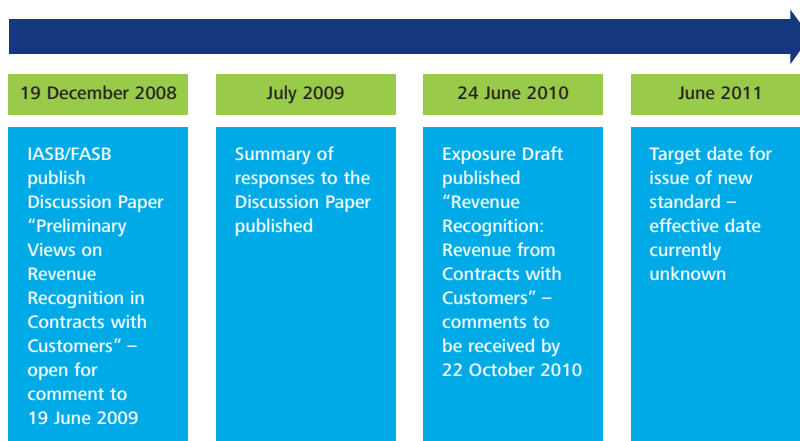 19 December 2008
IASB/FASB
publish
Discussion Paper
“Preliminary
Views on
Revenue
Recognition in
Contracts with
Customers” –
open for
comment to
19 June 2009
July 2009
Summary of
responses to the
Discussion Paper
published
24 June 2010
Exposure Draft
published
“Revenue
Recognition:
Revenue from
Contracts with
Customers” –
comments to
be received by
22 October 2010
June 2011
Target date for
issue of new
standard –
effective date
currently
unknown